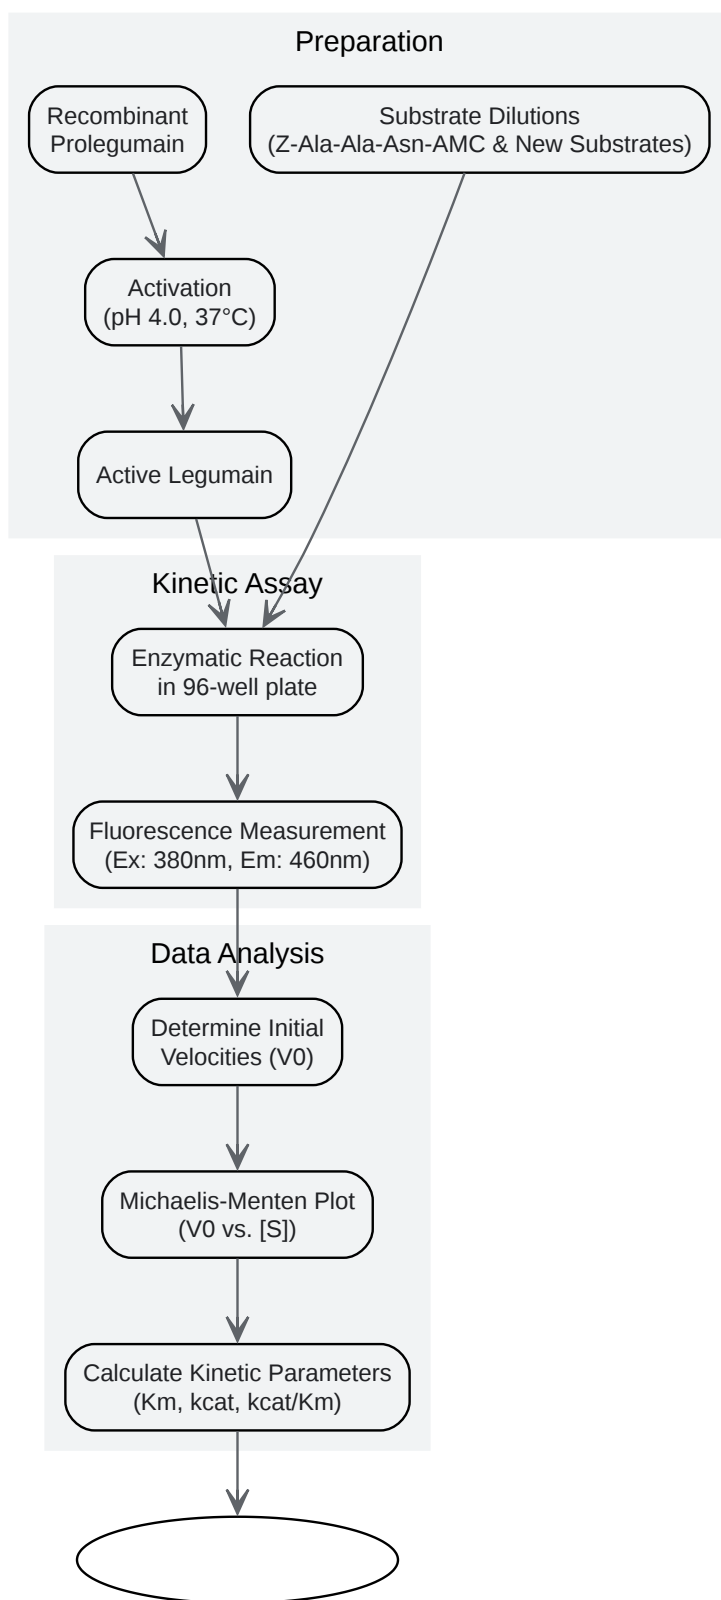 Preparation
Recombinant
Prolegumain
Substrate Dilutions
(Z-Ala-Ala-Asn-AMC & New Substrates)
Activation
(pH 4.0, 37°C)
Active Legumain
Kinetic Assay
Enzymatic Reaction
in 96-well plate
Fluorescence Measurement
(Ex: 380nm, Em: 460nm)
Data Analysis
Determine Initial
Velocities (V0)
Michaelis-Menten Plot
(V0 vs. [S])
Calculate Kinetic Parameters
(Km, kcat, kcat/Km)